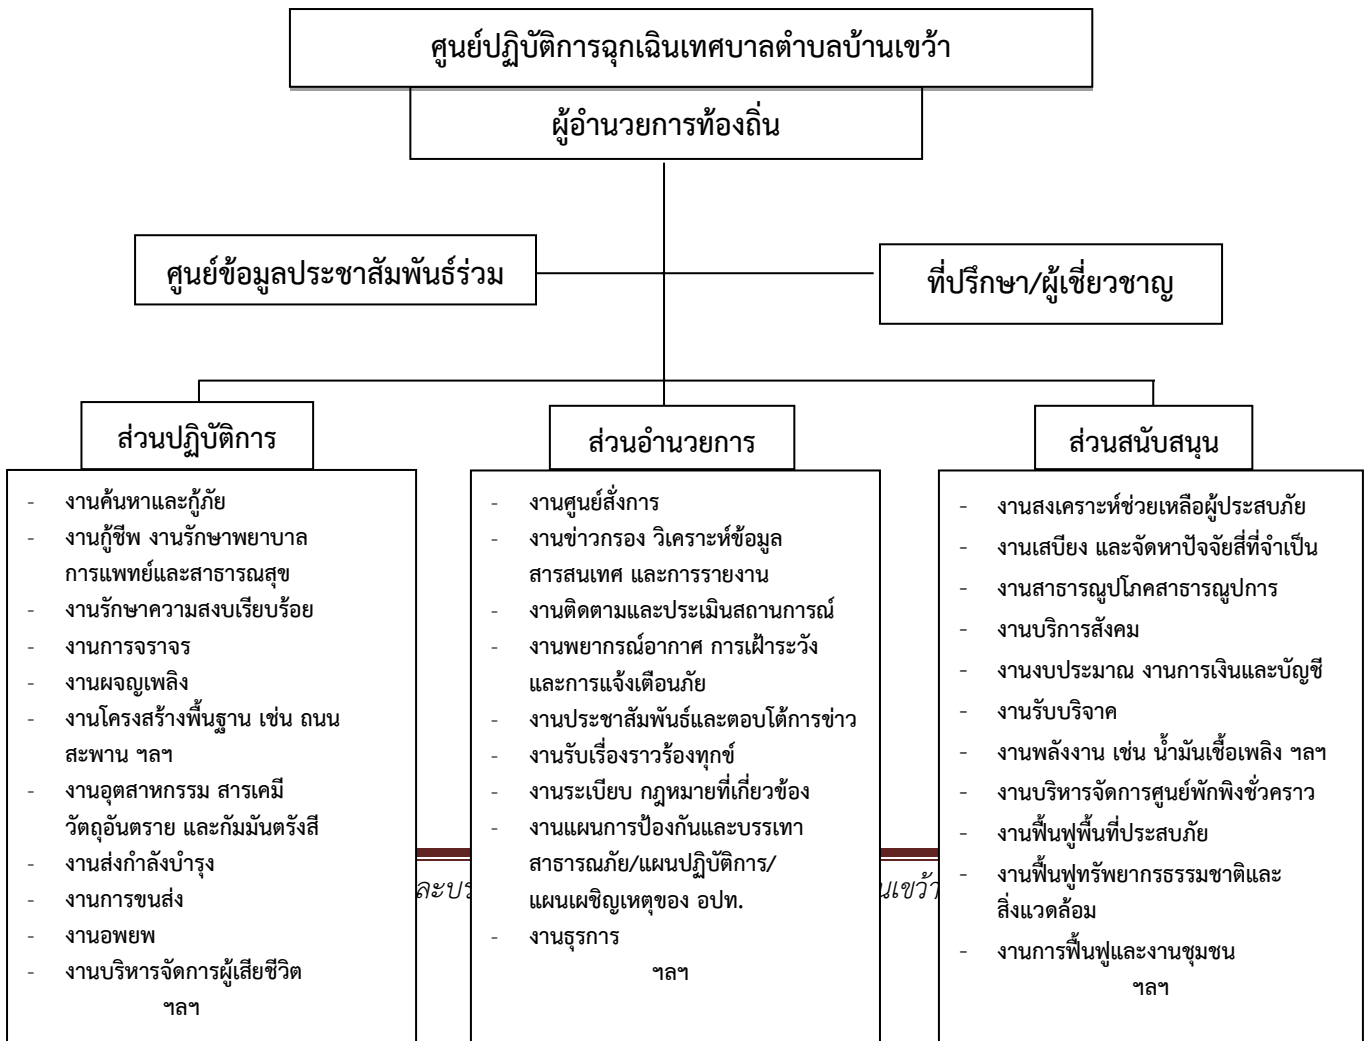 ศูนย์ปฏิบัติการฉุกเฉินเทศบาลตำบลบ้านเขว้า
ผู้อำนวยการท้องถิ่น
ศูนย์ข้อมูลประชาสัมพันธ์ร่วม
ที่ปรึกษา/ผู้เชี่ยวชาญ
ส่วนปฏิบัติการ
- งานค้นหาและกู้ภัย
- งานกู้ชีพ งานรักษาพยาบาล
การแพทย์และสาธารณสุข
- งานรักษาความสงบเรียบร้อย
- งานการจราจร
- งานผจญเพลิง
- งานโครงสร้างพื้นฐาน เช่น ถนน
สะพาน ฯลฯ
- งานอุตสาหกรรม สารเคมี
วัตถุอันตราย และกัมมันตรังสี
- งานส่งกำลังบำรุง
- งานการขนส่ง
- งานอพยพ
- งานบริหารจัดการผู้เสียชีวิต
ฯลฯ
ส่วนอำนวยการ
- งานศูนย์สั่งการ
- งานข่าวกรอง วิเคราะห์ข้อมูล
สารสนเทศ และการรายงาน
- งานติดตามและประเมินสถานการณ์
- งานพยากรณ์อากาศ การเฝ้าระวัง
และการแจ้งเตือนภัย
- งานประชาสัมพันธ์และตอบโต้การข่าว
- งานรับเรื่องราวร้องทุกข์
- งานระเบียบ กฎหมายที่เกี่ยวข้อง
- งานแผนการป้องกันและบรรเทา
สาธารณภัย/แผนปฏิบัติการ/
แผนเผชิญเหตุของ อปท.
- งานธุรการ
ฯลฯ
ส่วนสนับสนุน
- งานสงเคราะห์ช่วยเหลือผู้ประสบภัย
- งานเสบียง และจัดหาปัจจัยสี่ที่จำเป็น
- งานสาธารณูปโภคสาธารณูปการ
- งานบริการสังคม
- งานงบประมาณ งานการเงินและบัญชี
- งานรับบริจาค
- งานพลังงาน เช่น น้ำมันเชื้อเพลิง ฯลฯ
- งานบริหารจัดการศูนย์พักพิงชั่วคราว
- งานฟื้นฟูพื้นที่ประสบภัย
- งานฟื้นฟูทรัพยากรธรรมชาติและ
สิ่งแวดล้อม
- งานการฟื้นฟูและงานชุมชน
ฯลฯ